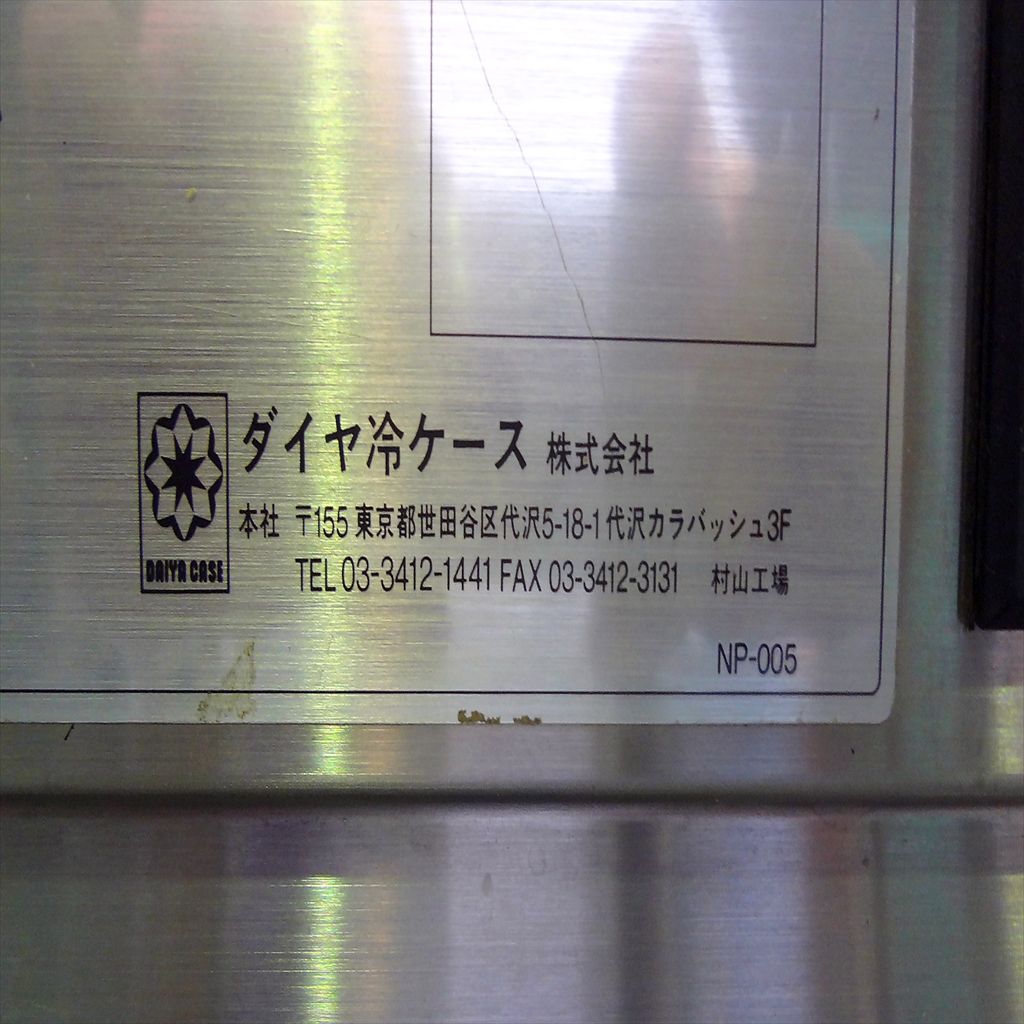 ダイヤ冷ケース 株式会社
DAIYA CASE
本社 〒155 東京都世田谷区代沢5-18-1代沢カラバッシュ3F
TEL 03-3412-1441 FAX 03-3412-3131 村山工場
NP-005